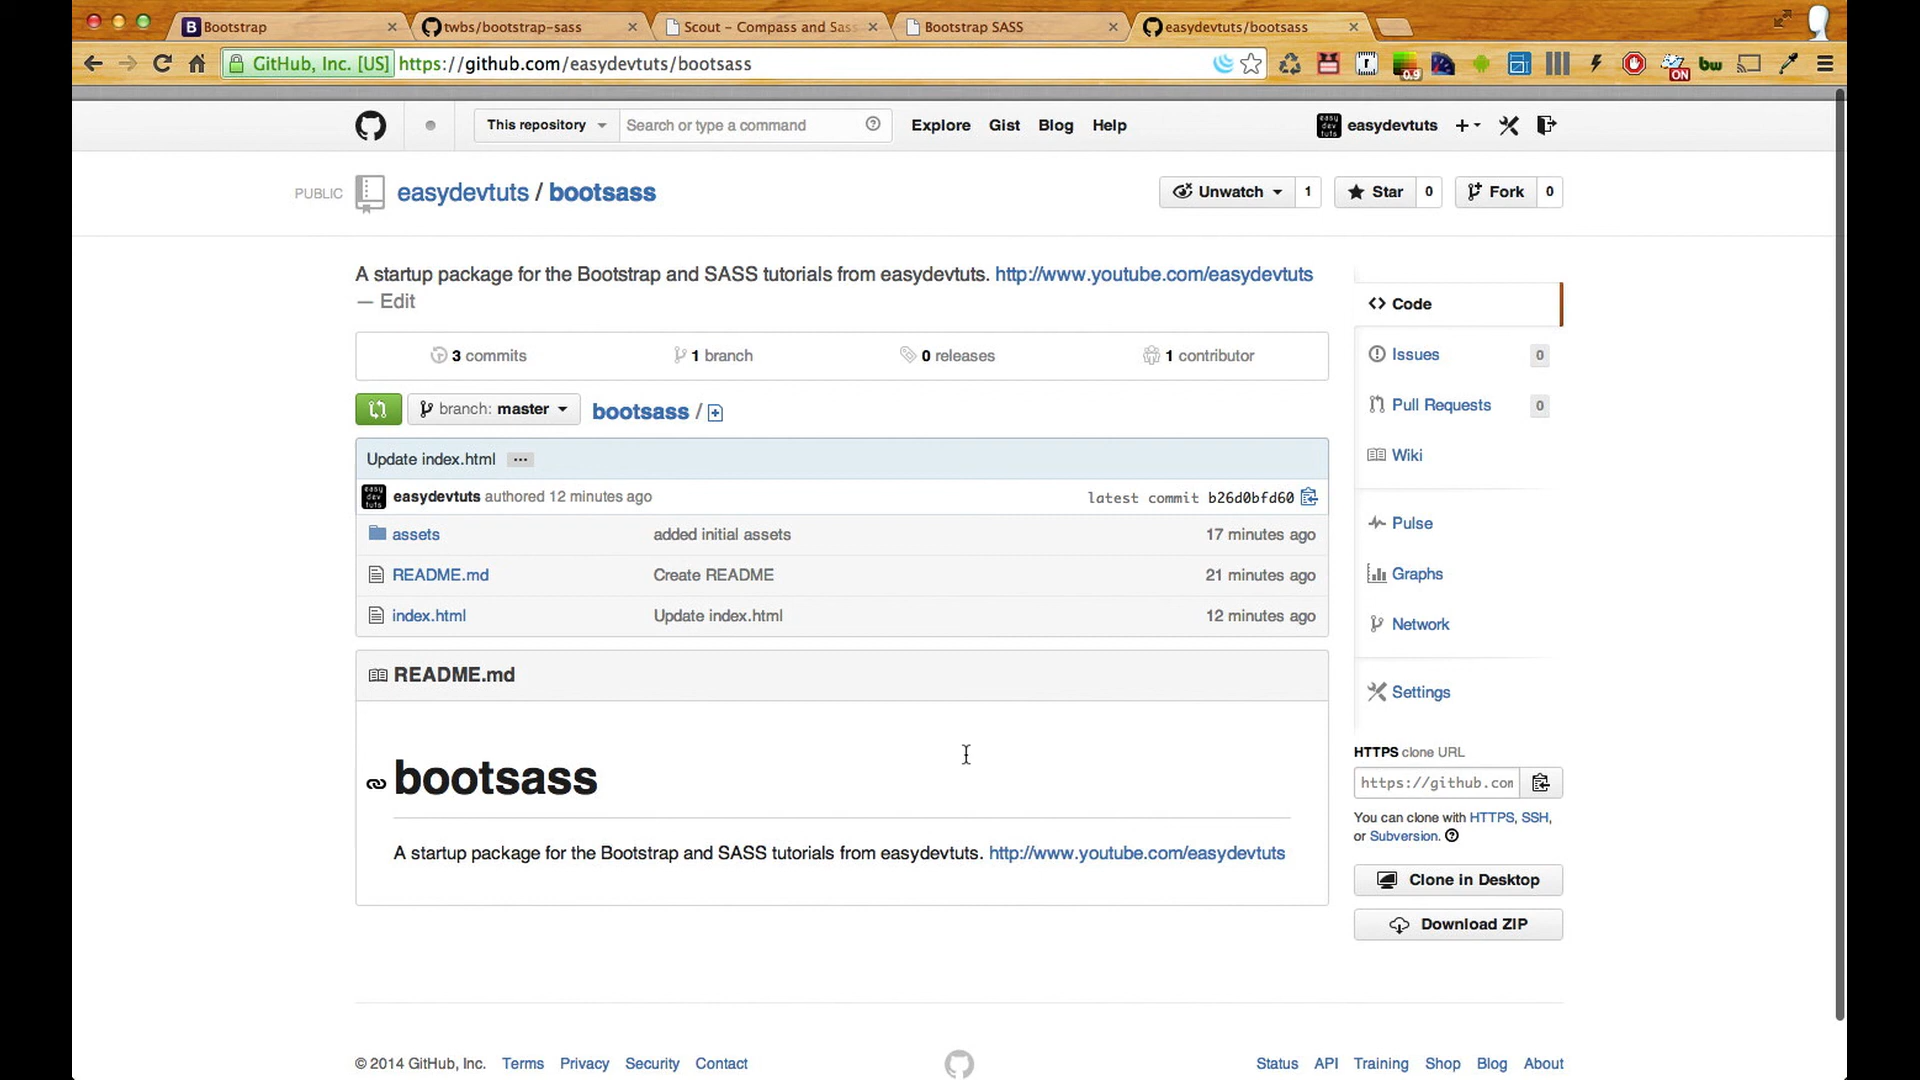 Bootstrap
twbs/bootstrap-sass
Scout – Compass and Sass
Bootstrap SASS
easydevtuts/bootsass
GitHub, Inc. [US] https://github.com/easydevtuts/bootsass
0.9
ON
bw
This repository
Search or type a command
Explore
Gist
Blog
Help
easy dev tuts
easydevtuts
PUBLIC
easydevtuts / bootsass
Unwatch 1
Star 0
Fork 0
A startup package for the Bootstrap and SASS tutorials from easydevtuts. http://www.youtube.com/easydevtuts
— Edit
3 commits
1 branch
0 releases
1 contributor
branch: master
bootsass /
Update index.html ...
easydevtuts authored 12 minutes ago
latest commit b26d0bfd60
assets added initial assets 17 minutes ago
README.md Create README 21 minutes ago
index.html Update index.html 12 minutes ago
README.md
bootsass
A startup package for the Bootstrap and SASS tutorials from easydevtuts. http://www.youtube.com/easydevtuts
Code
Issues 0
Pull Requests 0
Wiki
Pulse
Graphs
Network
Settings
HTTPS clone URL
https://github.com
You can clone with HTTPS, SSH,
or Subversion.
Clone in Desktop
Download ZIP
© 2014 GitHub, Inc. Terms Privacy Security Contact
Status API Training Shop Blog About